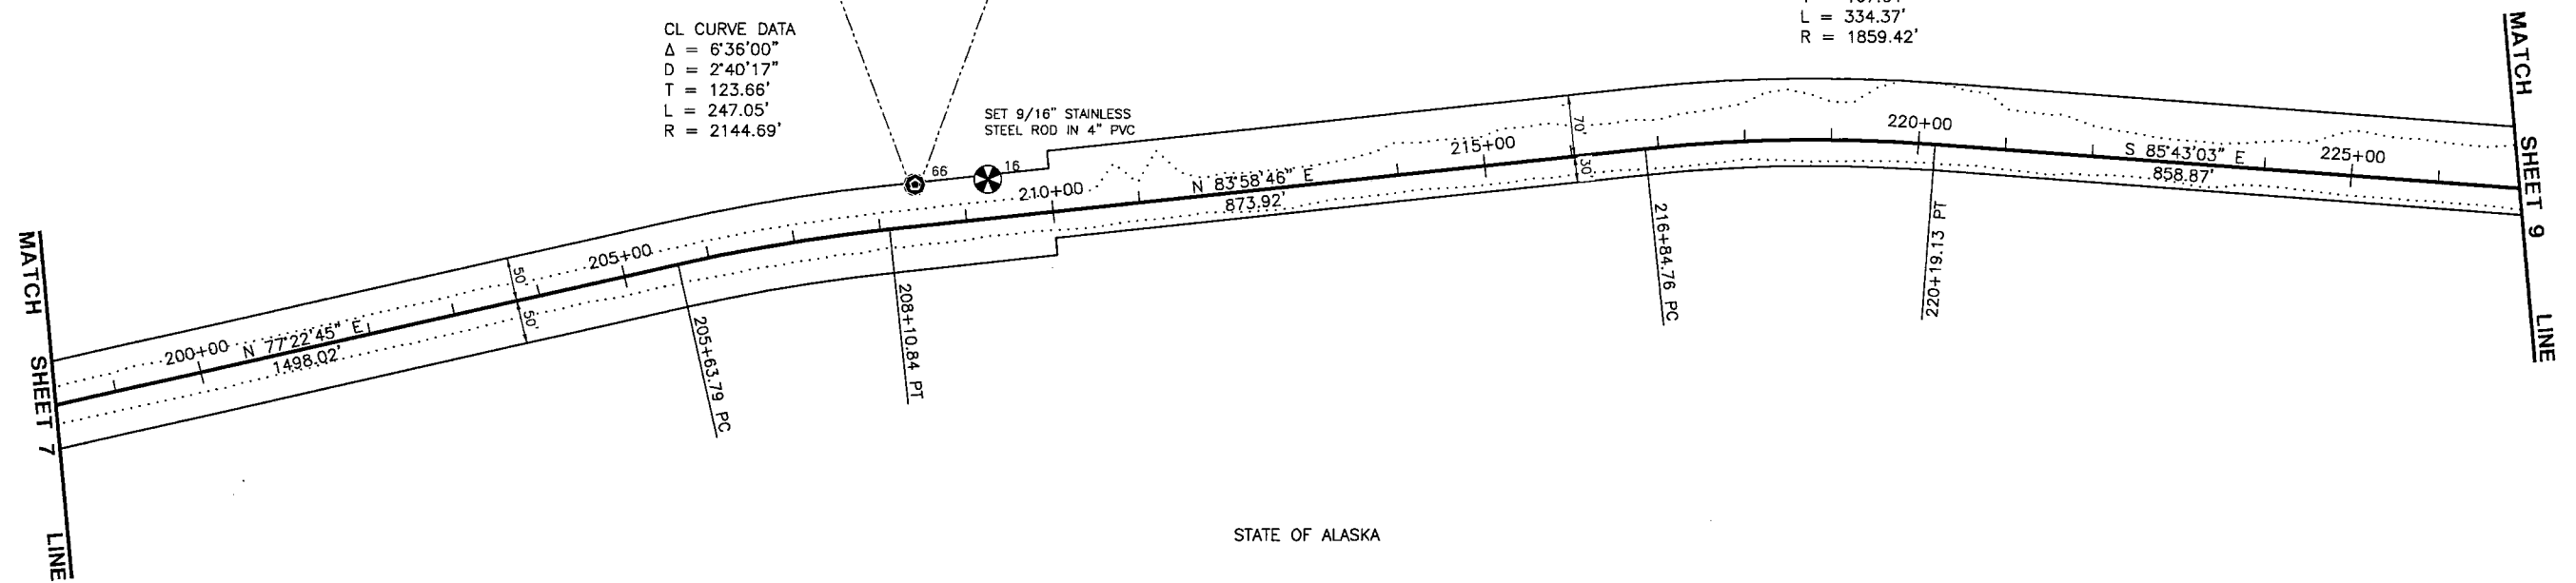 CL CURVE DATA
Δ = 6°36'00"
D = 2°40'17"
T = 123.66'
L = 247.05'
R = 2144.69'
L = 334.37'
R = 1859.42'
SET 9/16" STAINLESS
STEEL ROD IN 4" PVC
66
16
MATCH SHEET 7 LINE
200+00
N 77°22'45" E
1498.02'
50'
50'
205+00
205+63.79 PC
208+10.84 PT
210+00
N 83°58'46" E
873.92'
215+00
70'
30'
216+84.76 PC
220+00
220+19.13 PT
S 85°43'03" E
858.87'
225+00
MATCH SHEET 9 LINE
STATE OF ALASKA